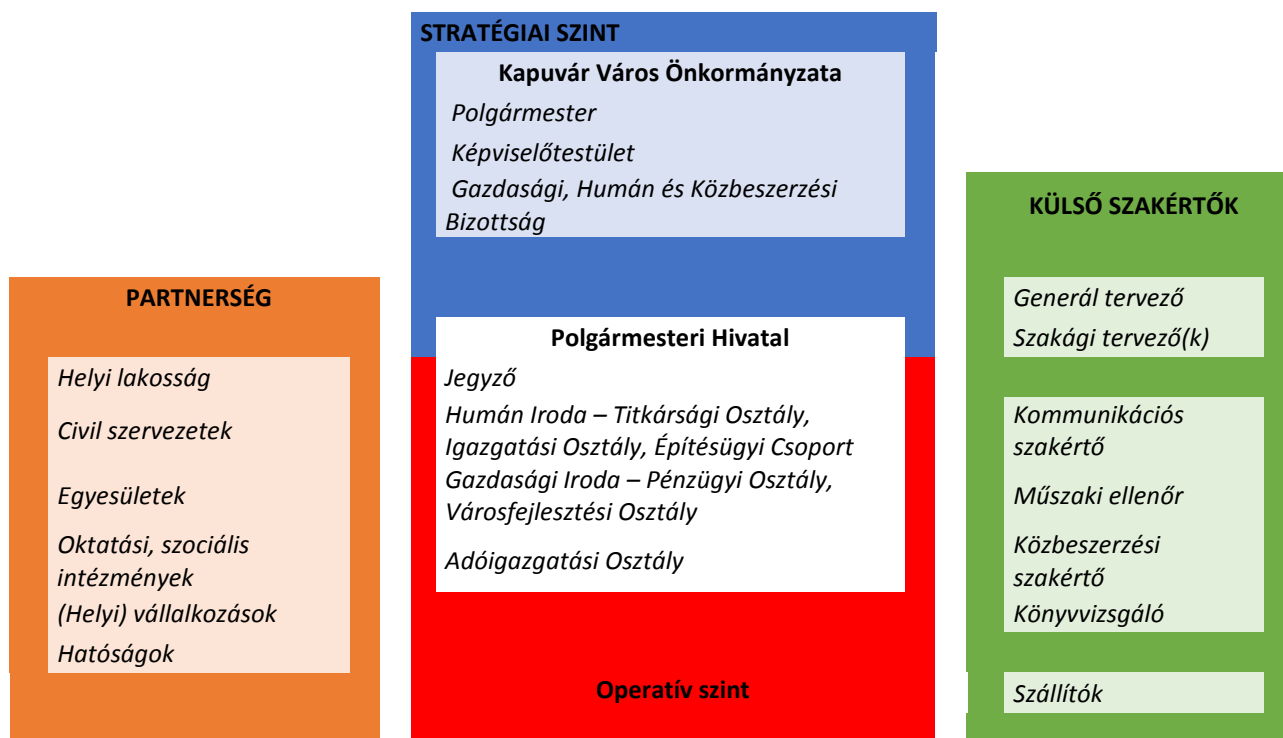 STRATÉGIAI SZINT
Kapuvár Város Önkormányzata
Polgármester
Képviselőtestület
Gazdasági, Humán és Közbeszerzési
Bizottság
Polgármesteri Hivatal
Jegyző
Humán Iroda – Titkársági Osztály,
Igazgatási Osztály, Építésügyi Csoport
Gazdasági Iroda – Pénzügyi Osztály,
Városfejlesztési Osztály
Adóigazgatási Osztály
Operatív szint
PARTNERSÉG
Helyi lakosság
Civil szervezetek
Egyesületek
Oktatási, szociális
intézmények
(Helyi) vállalkozások
Hatóságok
KÜLSŐ SZAKÉRTŐK
Generál tervező
Szakági tervező(k)
Kommunikációs
szakértő
Műszaki ellenőr
Közbeszerzési
szakértő
Könyvvizsgáló
Szállítók